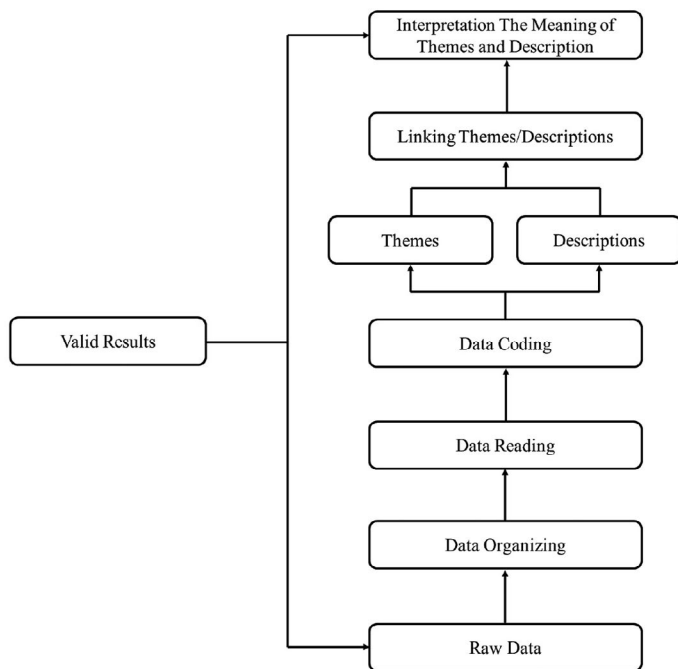 Interpretation The Meaning of
Themes and Description
Linking Themes/Descriptions
Themes
Descriptions
Valid Results
Data Coding
Data Reading
Data Organizing
Raw Data